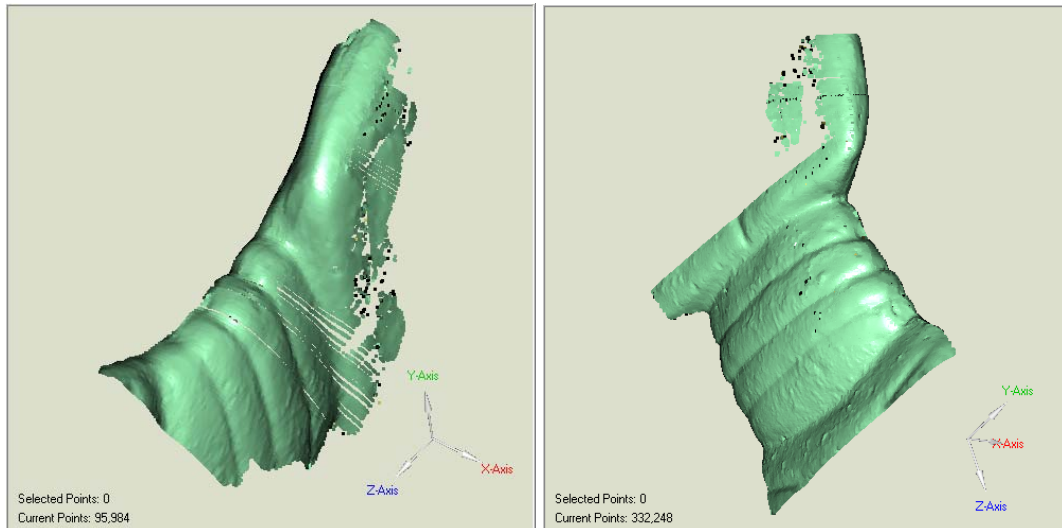 Y-Axis
X-Axis
Z-Axis
Selected Points: 0
Current Points: 95,984
Y-Axis
X-Axis
Z-Axis
Selected Points: 0
Current Points: 332,248